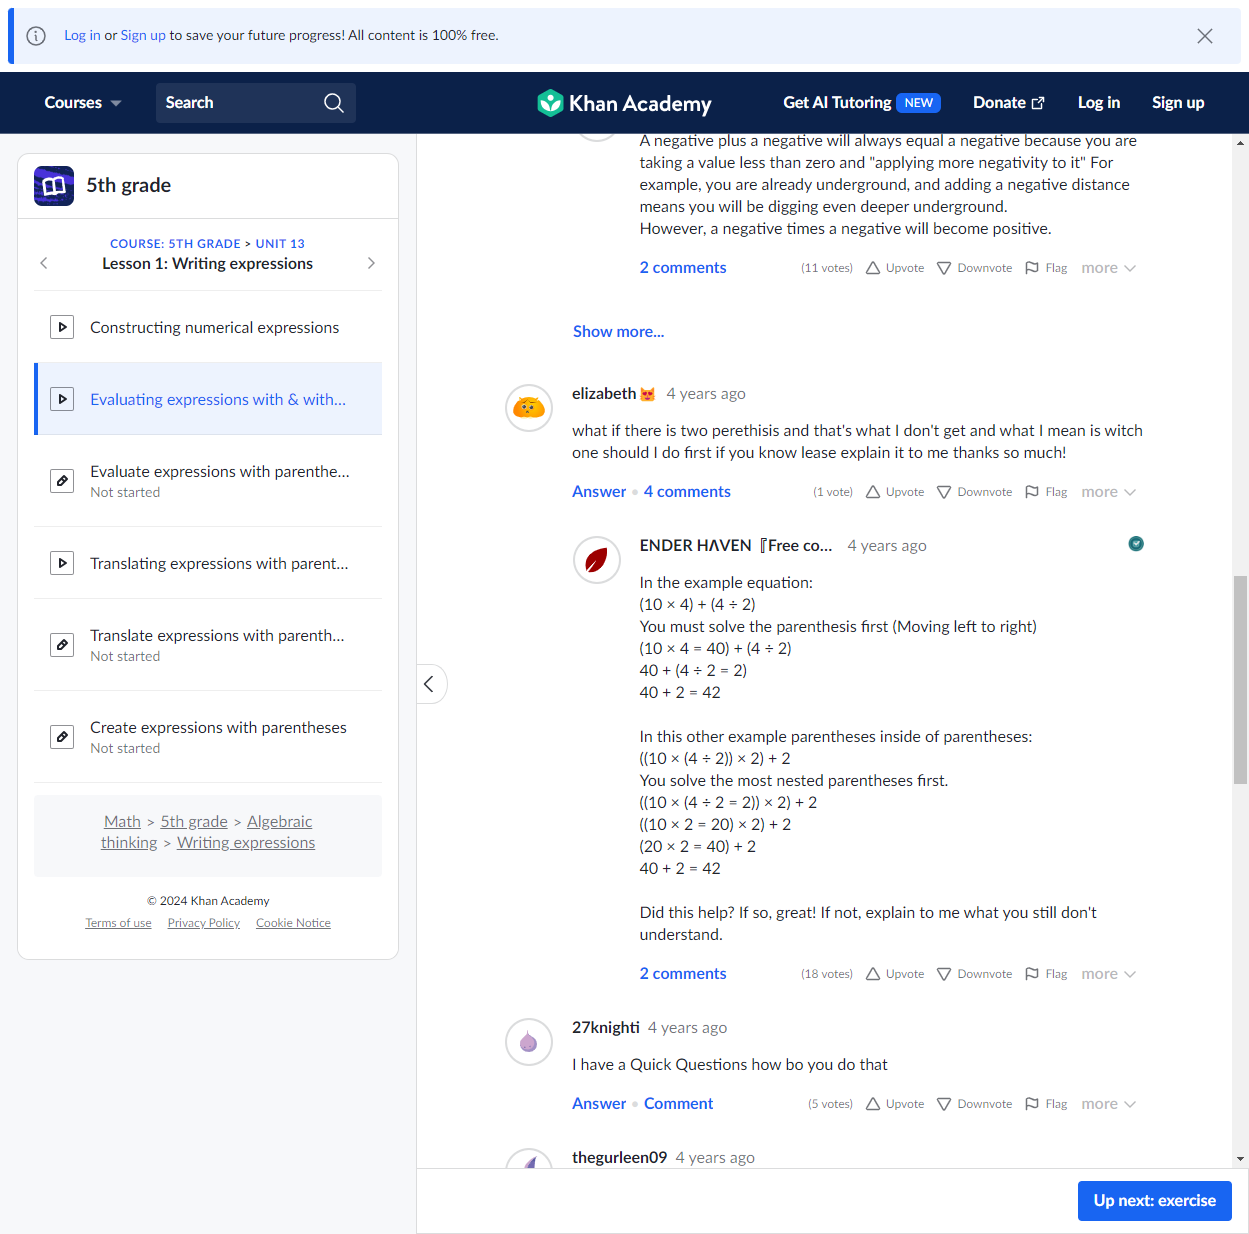 Log in or Sign up to save your future progress! All content is 100% free.
Courses
Search
Khan Academy
Get AI Tutoring NEW
Donate
Log in
Sign up
5th grade
COURSE: 5TH GRADE > UNIT 13
Lesson 1: Writing expressions
Constructing numerical expressions
Evaluating expressions with & with...
Evaluate expressions with parenthe...
Not started
Translating expressions with parent...
Translate expressions with parenth...
Not started
Create expressions with parentheses
Not started
Math > 5th grade > Algebraic
thinking > Writing expressions
© 2024 Khan Academy
Terms of use Privacy Policy Cookie Notice
A negative plus a negative will always equal a negative because you are
taking a value less than zero and "applying more negativity to it" For
example, you are already underground, and adding a negative distance
means you will be digging even deeper underground.
However, a negative times a negative will become positive.
2 comments (11 votes) Upvote Downvote Flag more
Show more...
elizabeth😻 4 years ago
what if there is two perethisis and that's what I don't get and what I mean is witch
one should I do first if you know lease explain it to me thanks so much!
Answer • 4 comments (1 vote) Upvote Downvote Flag more
ENDER HΛVEN『Free co... 4 years ago
In the example equation:
(10 × 4) + (4 ÷ 2)
You must solve the parenthesis first (Moving left to right)
(10 × 4 = 40) + (4 ÷ 2)
40 + (4 ÷ 2 = 2)
40 + 2 = 42
In this other example parentheses inside of parentheses:
((10 × (4 ÷ 2)) × 2) + 2
You solve the most nested parentheses first.
((10 × (4 ÷ 2 = 2)) × 2) + 2
((10 × 2 = 20) × 2) + 2
(20 × 2 = 40) + 2
40 + 2 = 42
Did this help? If so, great! If not, explain to me what you still don't
understand.
2 comments (18 votes) Upvote Downvote Flag more
27knighti 4 years ago
I have a Quick Questions how bo you do that
Answer • Comment (5 votes) Upvote Downvote Flag more
thegurleen09 4 years ago
Up next: exercise